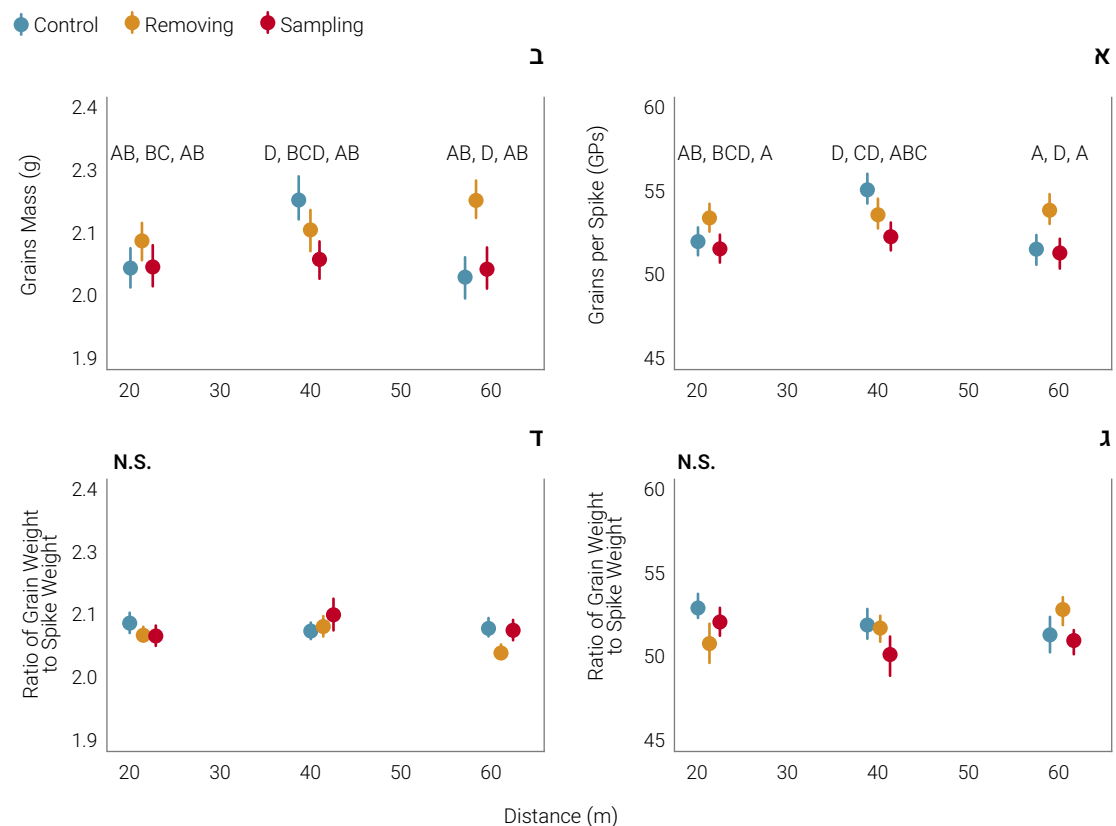 Control Removing Sampling
ב
א
Grains Mass (g)
2.4
2.3
2.1
2.0
1.9
AB, BC, AB
D, BCD, AB
AB, D, AB
20 30 40 50 60
Grains per Spike (GPs)
60
55
50
45
AB, BCD, A
D, CD, ABC
A, D, A
20 30 40 50 60
ד
ג
N.S.
Ratio of Grain Weight
to Spike Weight
2.4
2.3
2.1
2.0
1.9
20 30 40 50 60
N.S.
Ratio of Grain Weight
to Spike Weight
60
55
50
45
20 30 40 50 60
Distance (m)